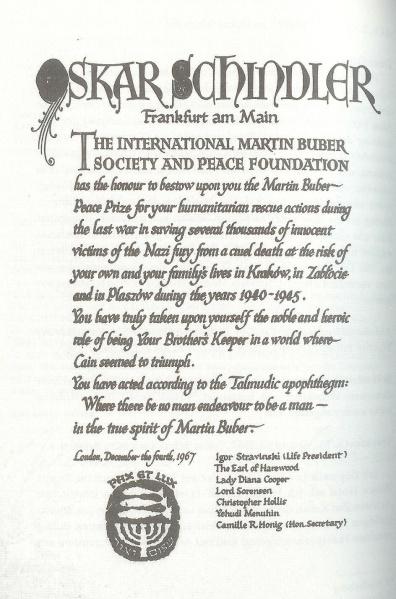 OSKAR SCHINDLER
Frankfurt am Main
THE INTERNATIONAL MARTIN BUBER
SOCIETY AND PEACE FOUNDATION
has the honour to bestow upon you the Martin Buber
Peace Prize for your humanitarian rescue actions during
the last war in saving several thousands of innocent
victims of the Nazi fury from a cruel death at the risk of
your own and your family's lives in Kraków, in Zabłocie
and in Plaszów during the years 1940-1945.
You have truly taken upon yourself the noble and heroic
role of being Your Brother's Keeper in a world where
Cain seemed to triumph.
You have acted according to the Talmudic apophthegm:
Where there be no man endeavour to be a man —
in the true spirit of Martin Buber.
London, December the fourth, 1967
Igor Stravinski (Life President)
The Earl of Harewood
Lady Diana Cooper
Lord Sorensen
Christopher Hollis
Yehudi Menuhin
Camille R. Honig (Hon. Secretary)
PAX ET LUX